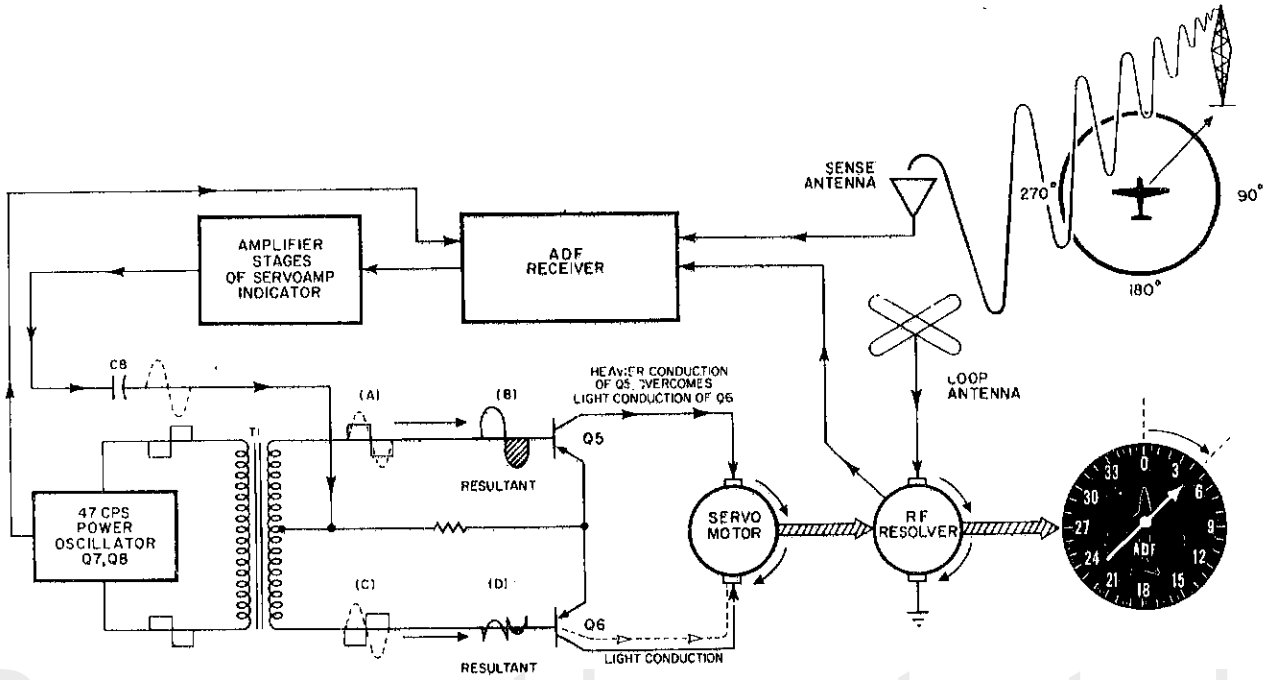 SENSE
ANTENNA
270°
90°
180°
AMPLIFIER
STAGES
OF SERVOAMP
INDICATOR
ADF
RECEIVER
LOOP
ANTENNA
C8
HEAVIER CONDUCTION
OF Q5 OVERCOMES
LIGHT CONDUCTION OF Q6
(A)
(B)
T1
Q5
RESULTANT
47 CPS
POWER
OSCILLATOR
Q7,Q8
SERVO
MOTOR
RF
RESOLVER
0
3
6
9
12
15
18
21
24
27
30
33
ADF
(C)
(D)
Q6
RESULTANT
LIGHT CONDUCTION